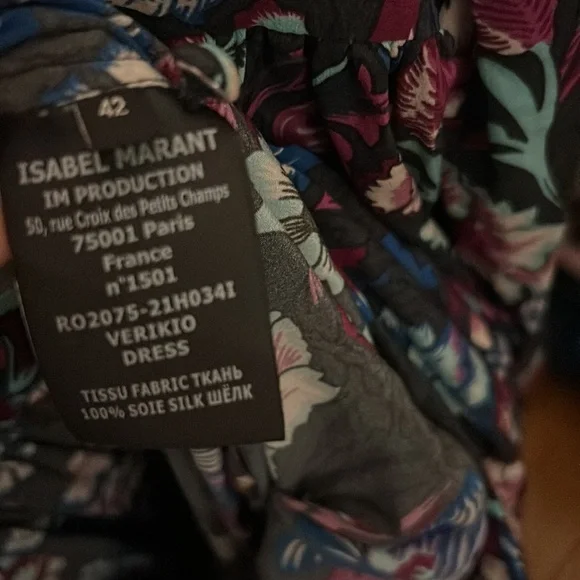 42
ISABEL MARANT
IM PRODUCTION
50, rue Croix des Petits Champs
75001 Paris
France
n°1501
RO2075-21H034I
VERIKIO
DRESS
TISSU FABRIC ТКАНЬ
100% SOIE SILK ШЁЛК